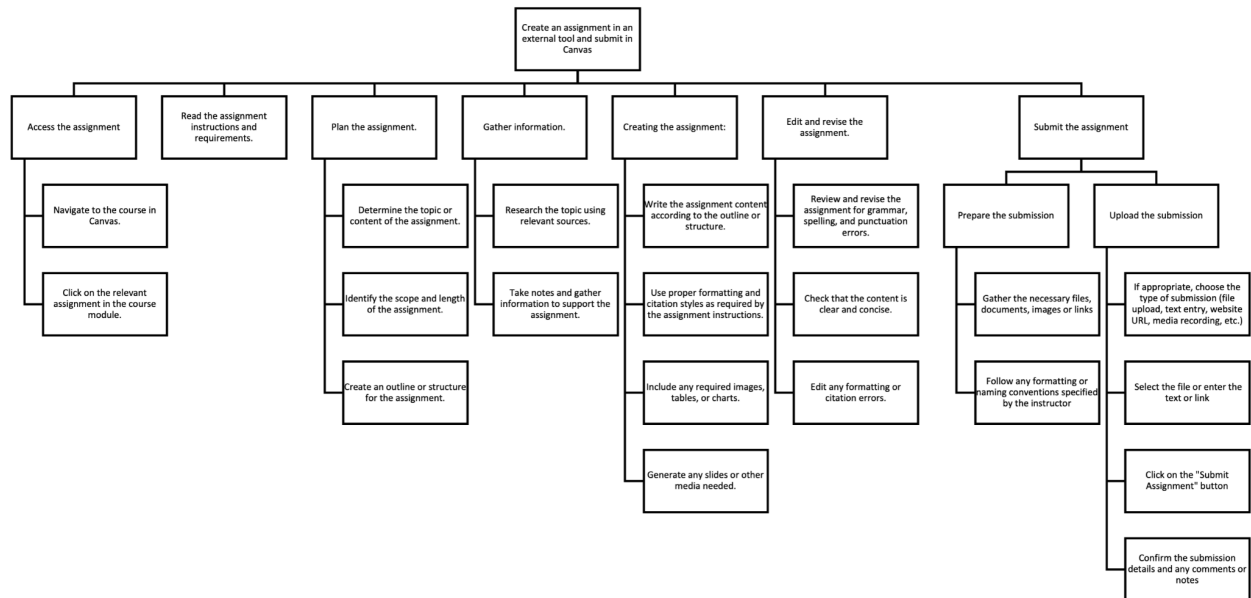 Create an assignment in an
external tool and submit in
Canvas
Access the assignment
Read the assignment
instructions and
requirements.
Plan the assignment.
Gather information.
Creating the assignment:
Edit and revise the
assignment.
Submit the assignment
Navigate to the course in
Canvas.
Click on the relevant
assignment in the course
module.
Determine the topic or
content of the assignment.
Identify the scope and length
of the assignment.
Create an outline or structure
for the assignment.
Research the topic using
relevant sources.
Take notes and gather
information to support the
assignment.
Write the assignment content
according to the outline or
structure.
Use proper formatting and
citation styles as required by
the assignment instructions.
Include any required images,
tables, or charts.
Generate any slides or other
media needed.
Review and revise the
assignment for grammar,
spelling, and punctuation
errors.
Check that the content is
clear and concise.
Edit any formatting or
citation errors.
Prepare the submission
Gather the necessary files,
documents, images or links
Follow any formatting or
naming conventions specified
by the instructor
Upload the submission
If appropriate, choose the
type of submission (file
upload, text entry, website
URL, media recording, etc.)
Select the file or enter the
text or link
Click on the "Submit
Assignment" button
Confirm the submission
details and any comments or
notes